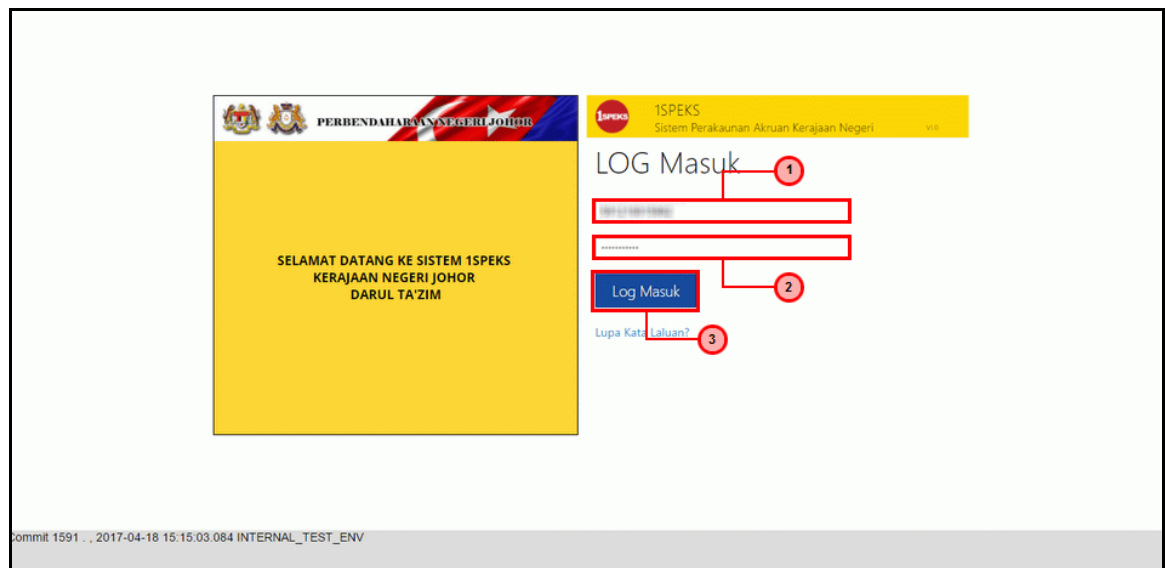 PERBENDAHARAAN NEGERI JOHOR
SELAMAT DATANG KE SISTEM 1SPEKS
KERAJAAN NEGERI JOHOR
DARUL TA'ZIM
1SPEKS
1SPEKS
Sistem Perakaunan Akruan Kerajaan Negeri
v1.0
LOG Masuk
1
2
Log Masuk
Lupa Kata Laluan?
3
Commit 1591 . , 2017-04-18 15:15:03.084 INTERNAL_TEST_ENV